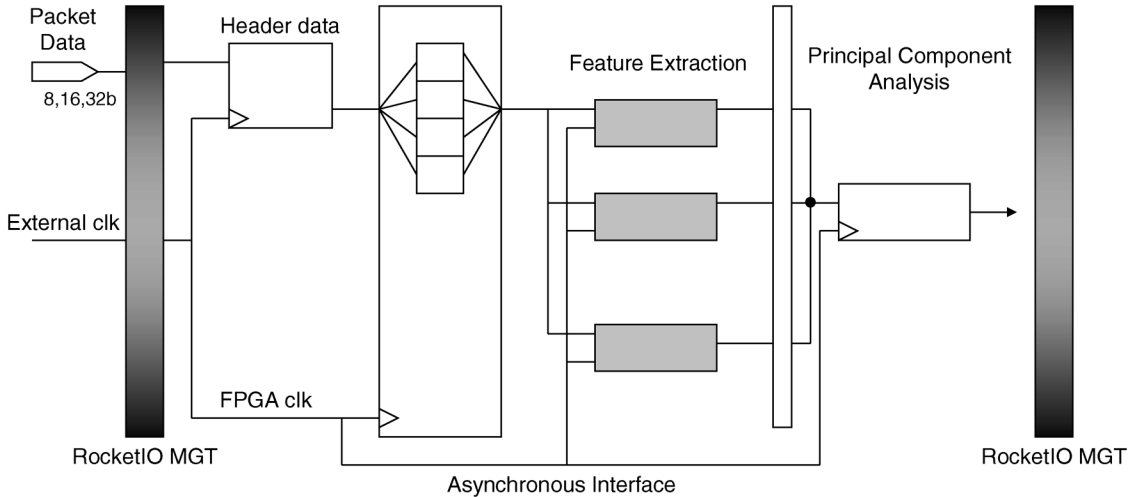 Packet
Data
8,16,32b
Header data
Feature Extraction
Principal Component
Analysis
External clk
FPGA clk
RocketIO MGT
RocketIO MGT
Asynchronous Interface